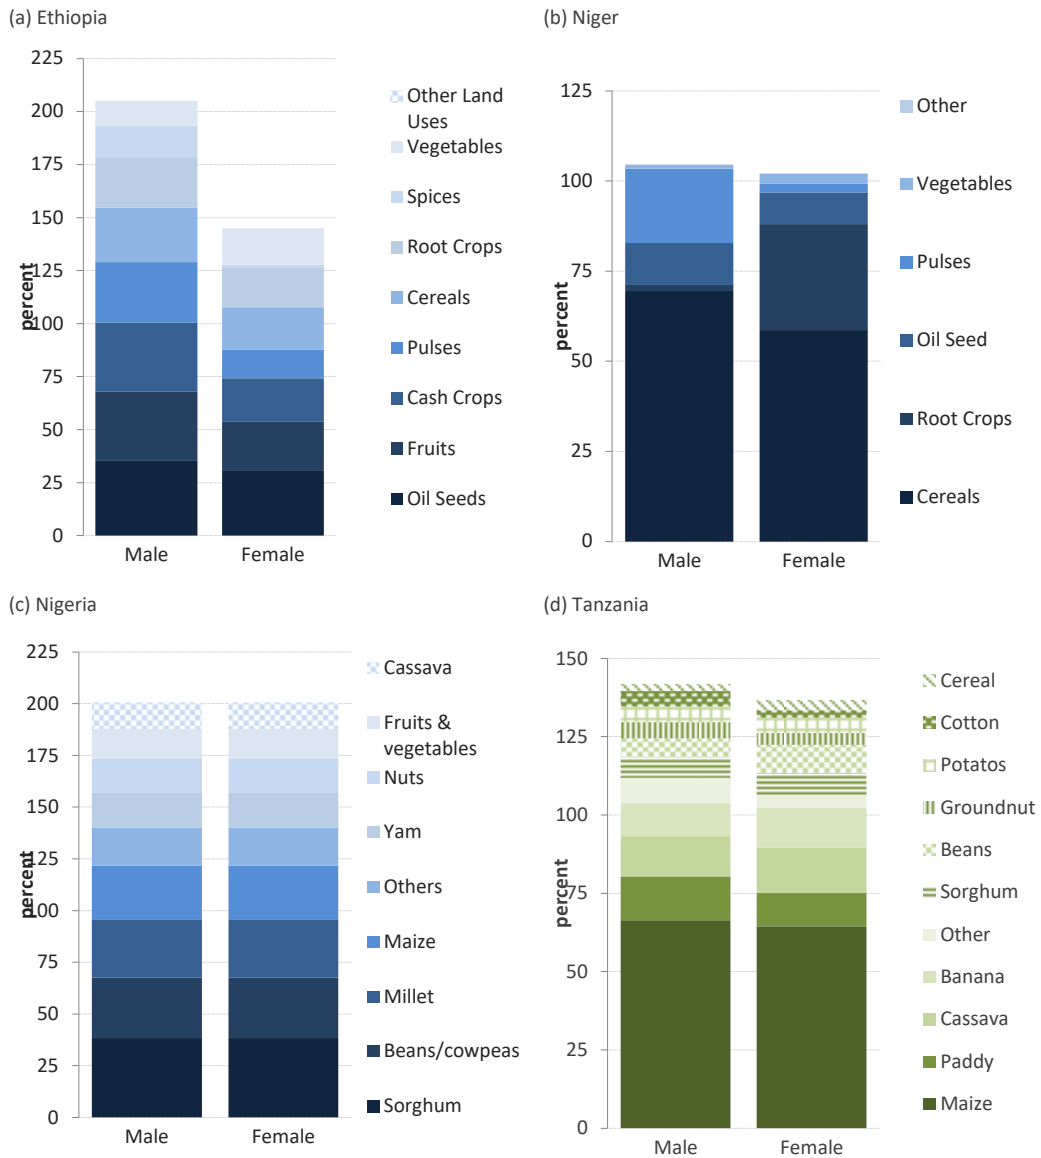 (a) Ethiopia
225
200
175
150
125
100
75
50
25
0
percent
Male
Female
Other Land
Uses
Vegetables
Spices
Root Crops
Cereals
Pulses
Cash Crops
Fruits
Oil Seeds
(b) Niger
125
100
75
50
25
0
percent
Male
Female
Other
Vegetables
Pulses
Oil Seed
Root Crops
Cereals
(c) Nigeria
225
200
175
150
125
100
75
50
25
0
percent
Male
Female
Cassava
Fruits &
vegetables
Nuts
Yam
Others
Maize
Millet
Beans/cowpeas
Sorghum
(d) Tanzania
150
125
100
75
50
25
0
percent
Male
Female
Cereal
Cotton
Potatos
Groundnut
Beans
Sorghum
Other
Banana
Cassava
Paddy
Maize